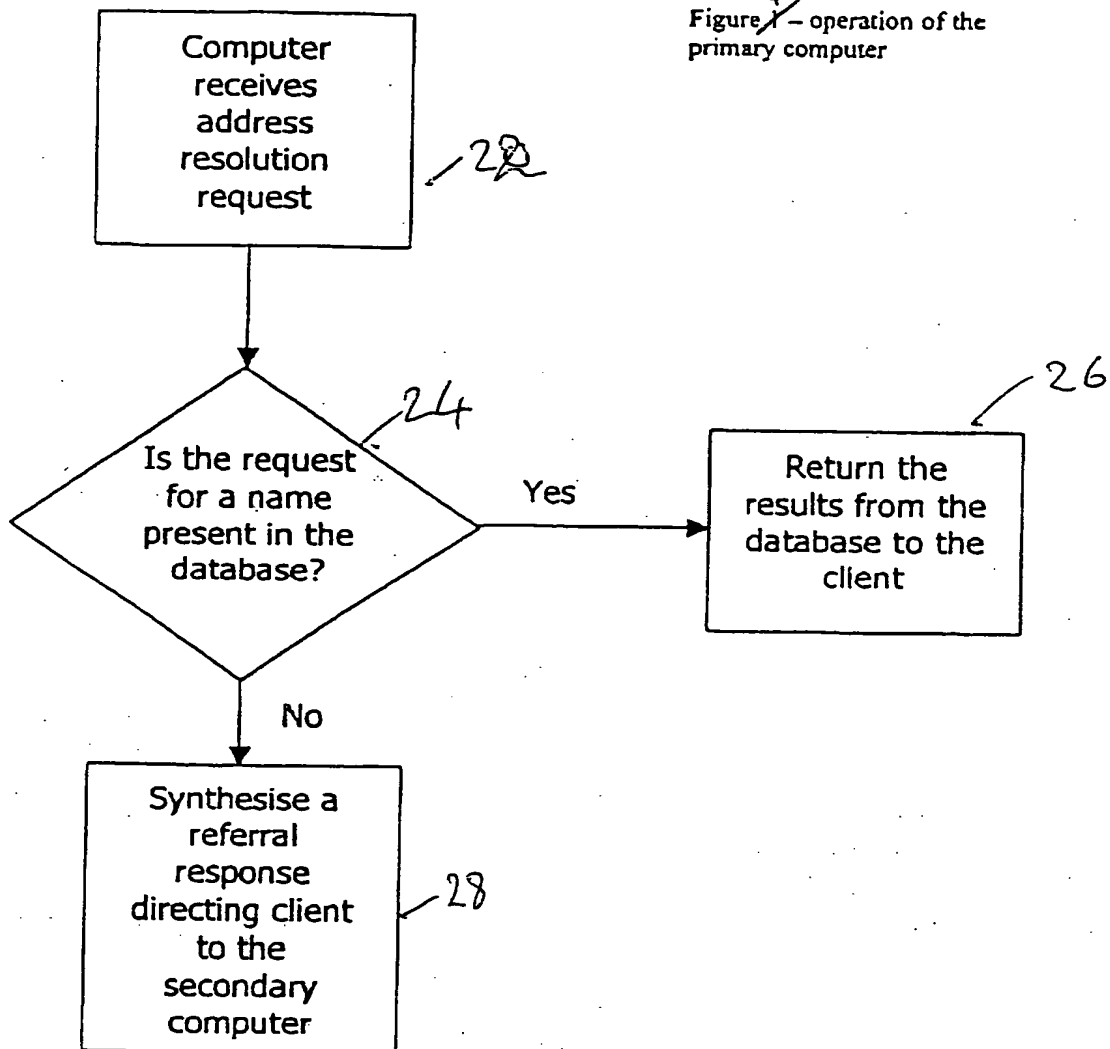 Figure – operation of the
primary computer
Computer
receives
address
resolution
request
22
24
Is the request
for a name
present in the
database?
Yes
26
Return the
results from the
database to the
client
No
Synthesise a
referral
response
directing client
to the
secondary
computer
28